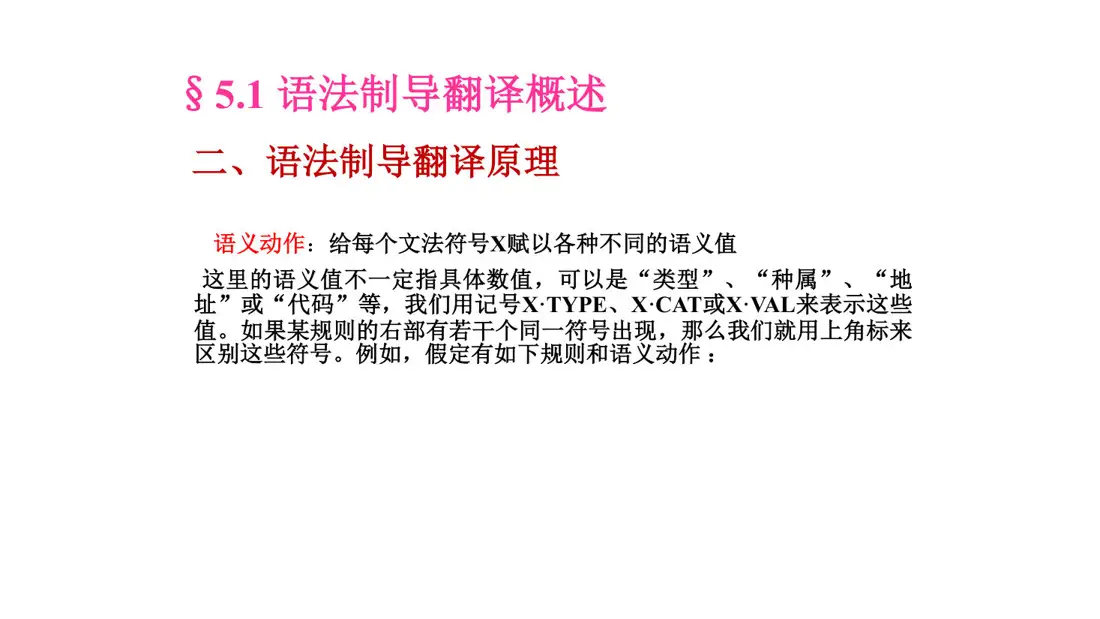 §5.1 语法制导翻译概述
二、语法制导翻译原理
语义动作：给每个文法符号X赋以各种不同的语义值
这里的语义值不一定指具体数值，可以是“类型”、“种属”、“地
址”或“代码”等，我们用记号X·TYPE、X·CAT或X·VAL来表示这些
值。如果某规则的右部有若干个同一符号出现，那么我们就用上角标来
区别这些符号。例如，假定有如下规则和语义动作：